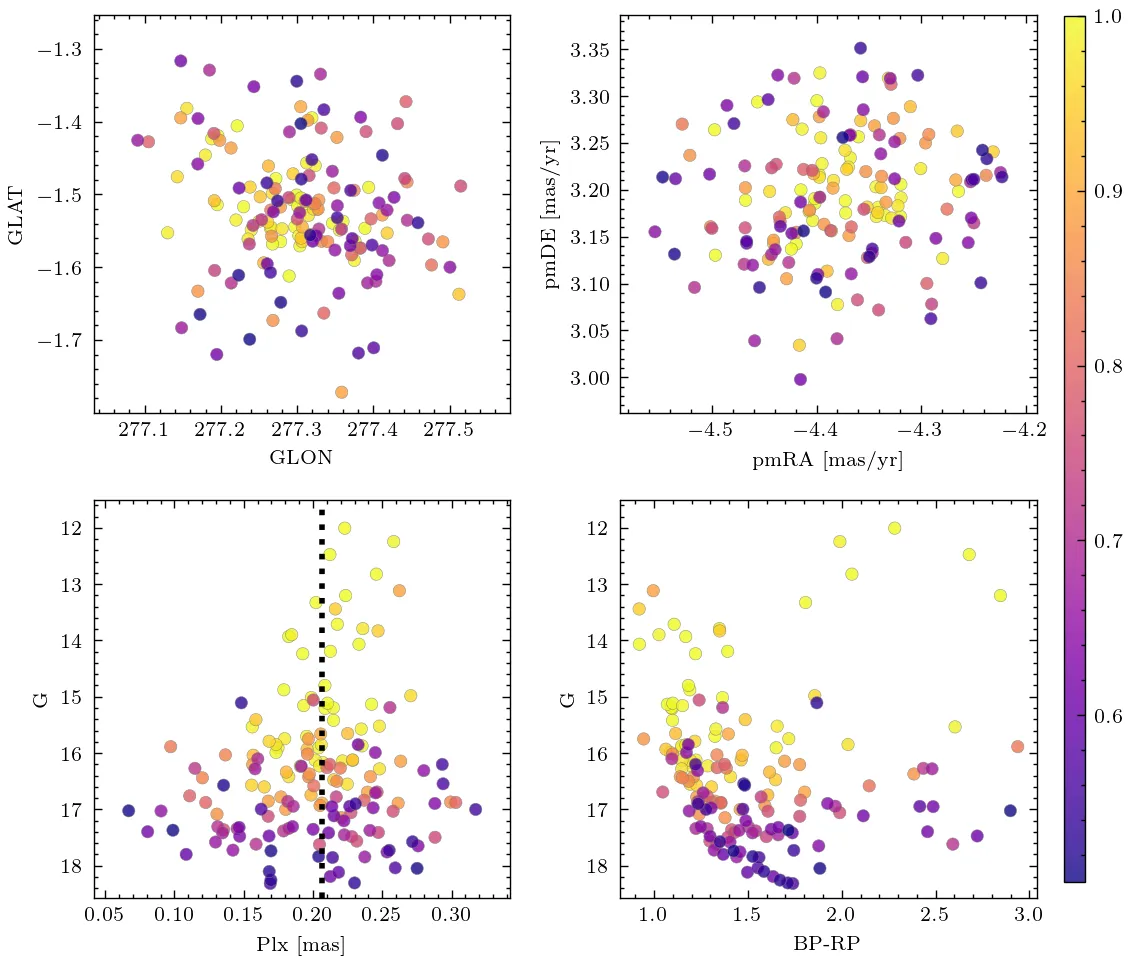 −1.3
−1.4
−1.5
−1.6
−1.7
GLAT
277.1 277.2 277.3 277.4 277.5
GLON
3.35
3.30
3.25
3.20
3.15
3.10
3.05
3.00
pmDE [mas/yr]
−4.5 −4.4 −4.3 −4.2
pmRA [mas/yr]
12
13
14
15
16
17
18
G
0.05 0.10 0.15 0.20 0.25 0.30
Plx [mas]
12
13
14
15
16
17
18
G
1.0 1.5 2.0 2.5 3.0
BP-RP
1.0
0.9
0.8
0.7
0.6